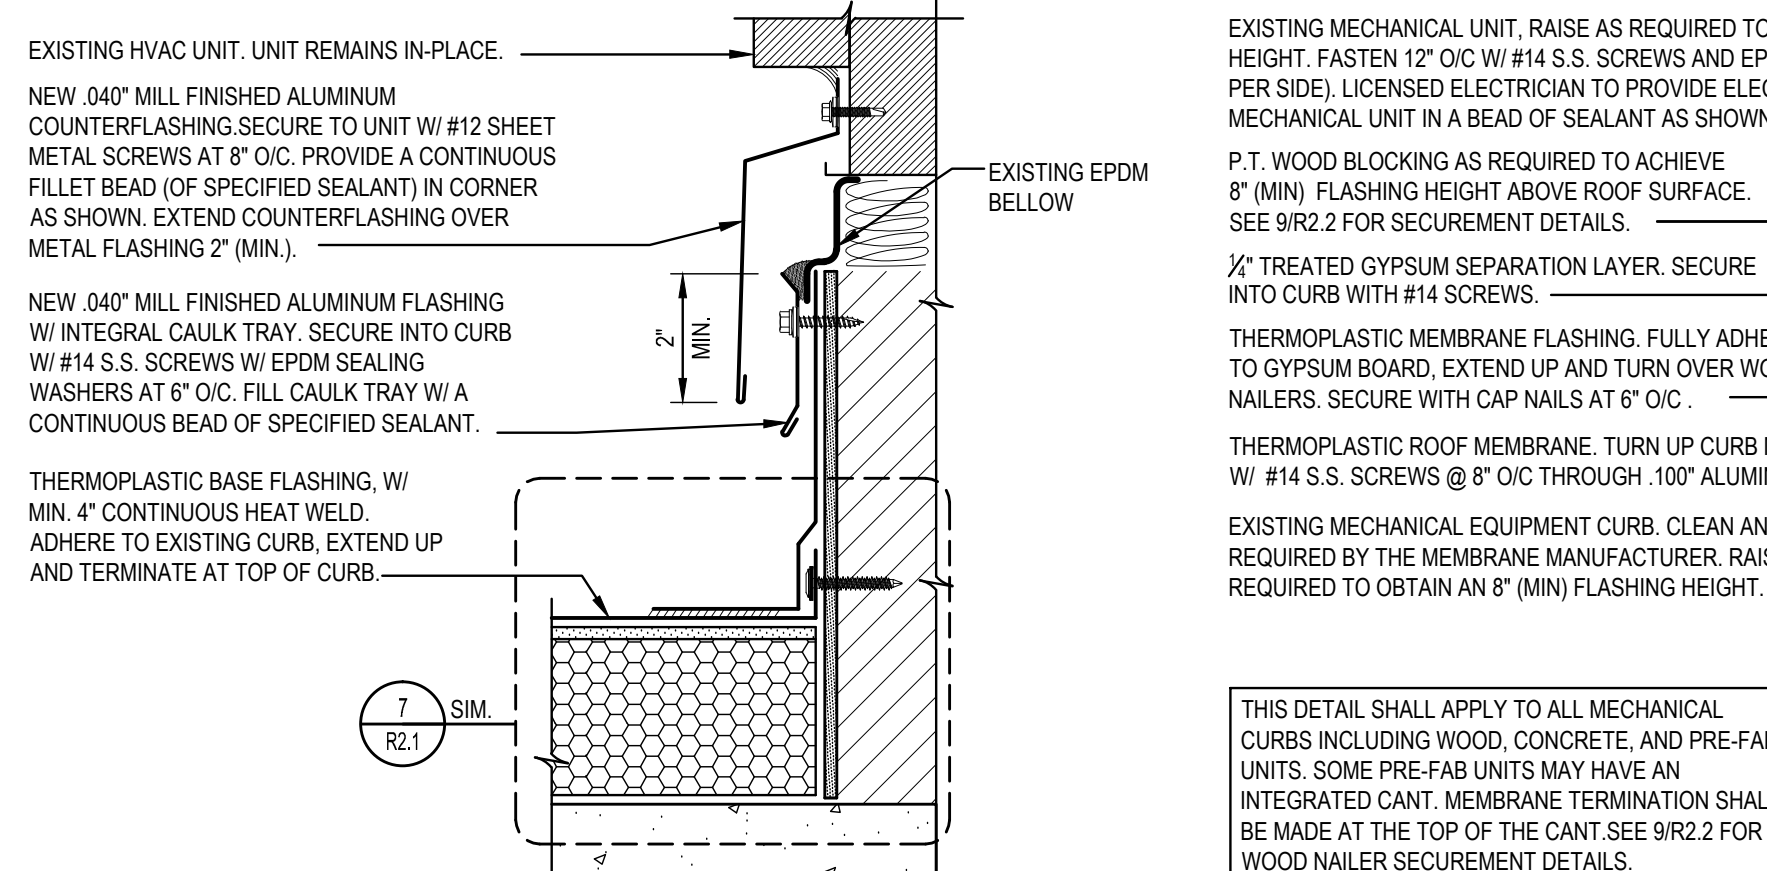 EXISTING HVAC UNIT. UNIT REMAINS IN-PLACE.
NEW .040" MILL FINISHED ALUMINUM
COUNTERFLASHING.SECURE TO UNIT W/ #12 SHEET
METAL SCREWS AT 8" O/C. PROVIDE A CONTINUOUS
FILLET BEAD (OF SPECIFIED SEALANT) IN CORNER
AS SHOWN. EXTEND COUNTERFLASHING OVER
METAL FLASHING 2" (MIN.).
NEW .040" MILL FINISHED ALUMINUM FLASHING
W/ INTEGRAL CAULK TRAY. SECURE INTO CURB
W/ #14 S.S. SCREWS W/ EPDM SEALING
WASHERS AT 6" O/C. FILL CAULK TRAY W/ A
CONTINUOUS BEAD OF SPECIFIED SEALANT.
THERMOPLASTIC BASE FLASHING, W/
MIN. 4" CONTINUOUS HEAT WELD.
ADHERE TO EXISTING CURB, EXTEND UP
AND TERMINATE AT TOP OF CURB.
2"
MIN.
EXISTING EPDM
BELLOW
7
SIM.
R2.1
EXISTING MECHANICAL UNIT, RAISE AS REQUIRED TO
HEIGHT. FASTEN 12" O/C W/ #14 S.S. SCREWS AND EP
PER SIDE). LICENSED ELECTRICIAN TO PROVIDE ELEC
MECHANICAL UNIT IN A BEAD OF SEALANT AS SHOWN
P.T. WOOD BLOCKING AS REQUIRED TO ACHIEVE
8" (MIN) FLASHING HEIGHT ABOVE ROOF SURFACE.
SEE 9/R2.2 FOR SECUREMENT DETAILS.
1/4" TREATED GYPSUM SEPARATION LAYER. SECURE
INTO CURB WITH #14 SCREWS.
THERMOPLASTIC MEMBRANE FLASHING. FULLY ADHE
TO GYPSUM BOARD, EXTEND UP AND TURN OVER WO
NAILERS. SECURE WITH CAP NAILS AT 6" O/C .
THERMOPLASTIC ROOF MEMBRANE. TURN UP CURB
W/ #14 S.S. SCREWS @ 8" O/C THROUGH .100" ALUMI
EXISTING MECHANICAL EQUIPMENT CURB. CLEAN AN
REQUIRED BY THE MEMBRANE MANUFACTURER. RAIS
REQUIRED TO OBTAIN AN 8" (MIN) FLASHING HEIGHT.
THIS DETAIL SHALL APPLY TO ALL MECHANICAL
CURBS INCLUDING WOOD, CONCRETE, AND PRE-FA
UNITS. SOME PRE-FAB UNITS MAY HAVE AN
INTEGRATED CANT. MEMBRANE TERMINATION SHAL
BE MADE AT THE TOP OF THE CANT.SEE 9/R2.2 FOR
WOOD NAILER SECUREMENT DETAILS.